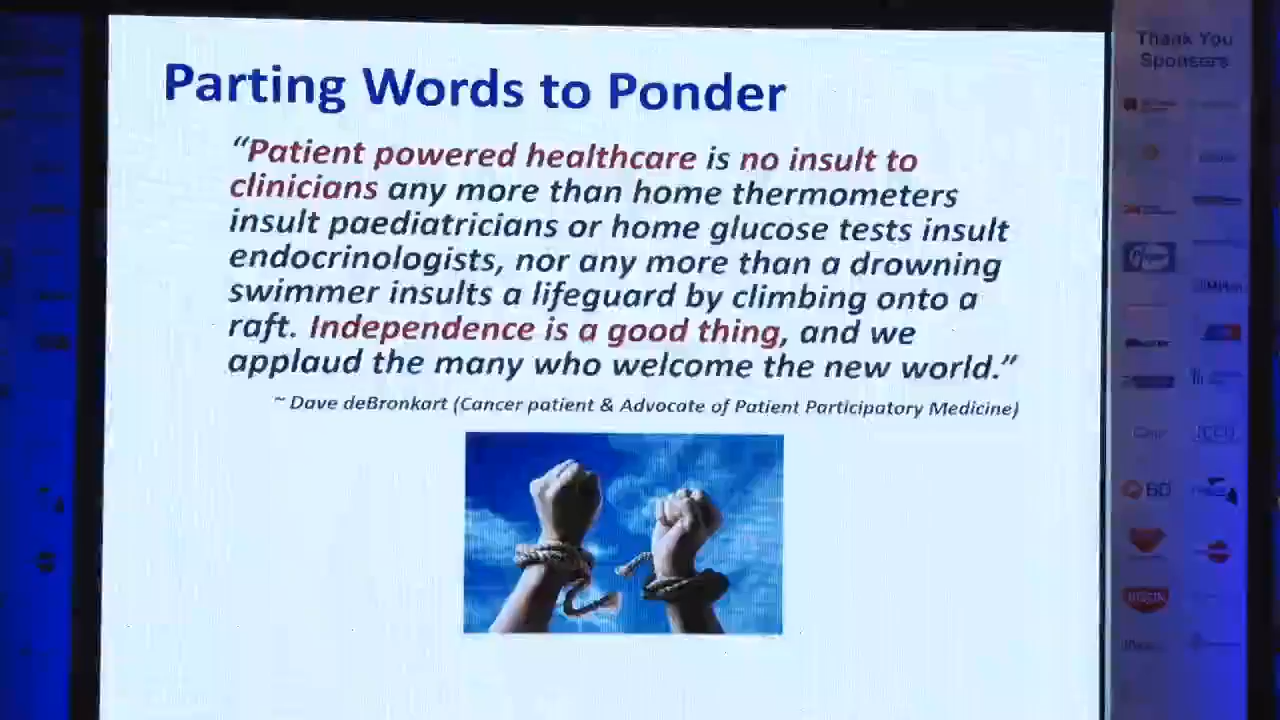 Parting Words to Ponder
“Patient powered healthcare is no insult to
clinicians any more than home thermometers
insult paediatricians or home glucose tests insult
endocrinologists, nor any more than a drowning
swimmer insults a lifeguard by climbing onto a
raft. Independence is a good thing, and we
applaud the many who welcome the new world.”
~ Dave deBronkart (Cancer patient & Advocate of Patient Participatory Medicine)
Thank You
Sponsors
Pfizer
BD